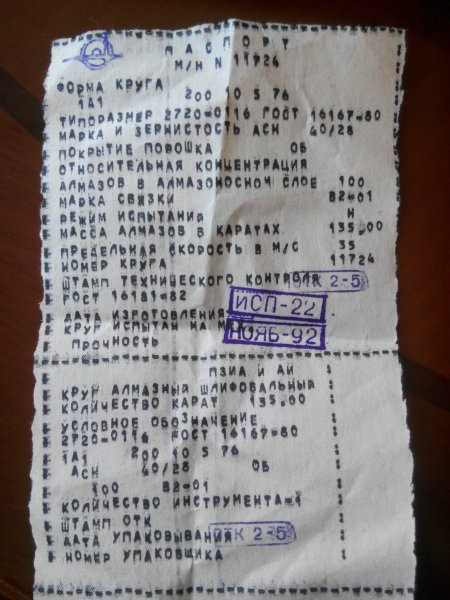 ПАСПОРТ
М/Н N 11724
ФОРМА КРУГА
1А1 200 10 5 76
ТИПОРАЗМЕР 2720-0116 ГОСТ 16167-80
МАРКА И ЗЕРНИСТОСТЬ АСН 40/28
ПОКРЫТИЕ ПОРОШКА ОБ
ОТНОСИТЕЛЬНАЯ КОНЦЕНТРАЦИЯ
АЛМАЗОВ В АЛМАЗОНОСНОМ СЛОЕ 100
МАРКА СВЯЗКИ В2-01
РЕЖИМ ИСПЫТАНИЯ Н
МАССА АЛМАЗОВ В КАРАТАХ 135.00
ПРЕДЕЛЬНАЯ СКОРОСТЬ В М/С 35
НОМЕР КРУГА 11724
ШТАМП ТЕХНИЧЕСКОГО КОНТРОЛЯ ОТК 2-5
ГОСТ 16181-82
ДАТА ИЗГОТОВЛЕНИЯ ИСП-22
КРУГ ИСПЫТАН НА МЕХ. НОЯБ-92
ПРОЧНОСТЬ
ПЗИА И АИ
КРУГ АЛМАЗНЫЙ ШЛИФОВАЛЬНЫЙ
КОЛИЧЕСТВО КАРАТ 135.00
УСЛОВНОЕ ОБОЗНАЧЕНИЕ
2720-0116 ГОСТ 16167-80
1А1 200 10 5 76
АСН 40/28 ОБ
100 В2-01
КОЛИЧЕСТВО ИНСТРУМЕНТА-1
ШТАМП ОТК
ДАТА УПАКОВЫВАНИЯ ОТК 2-5
НОМЕР УПАКОВЩИКА